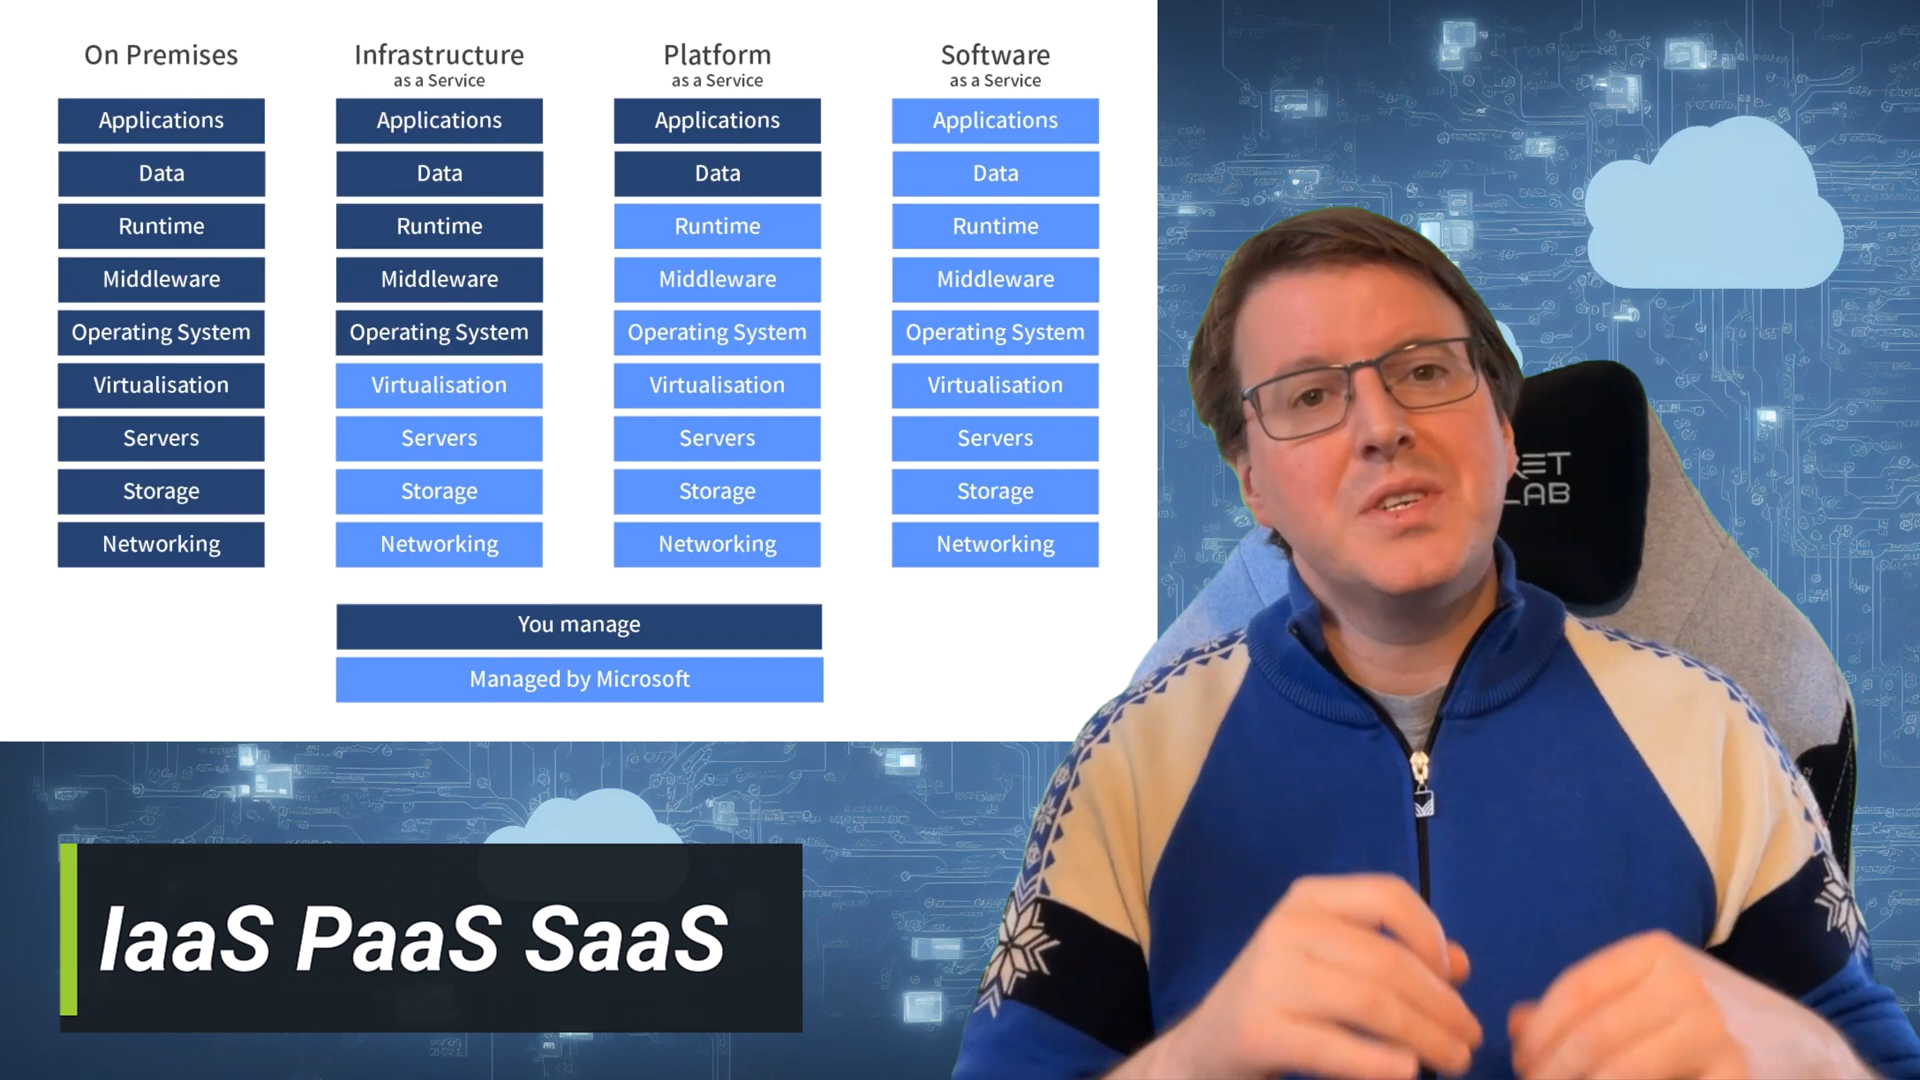 On Premises
Applications
Data
Runtime
Middleware
Operating System
Virtualisation
Servers
Storage
Networking
Infrastructure
as a Service
Applications
Data
Runtime
Middleware
Operating System
Virtualisation
Servers
Storage
Networking
Platform
as a Service
Applications
Data
Runtime
Middleware
Operating System
Virtualisation
Servers
Storage
Networking
Software
as a Service
Applications
Data
Runtime
Middleware
Operating System
Virtualisation
Servers
Storage
Networking
You manage
Managed by Microsoft
IaaS PaaS SaaS
LAB